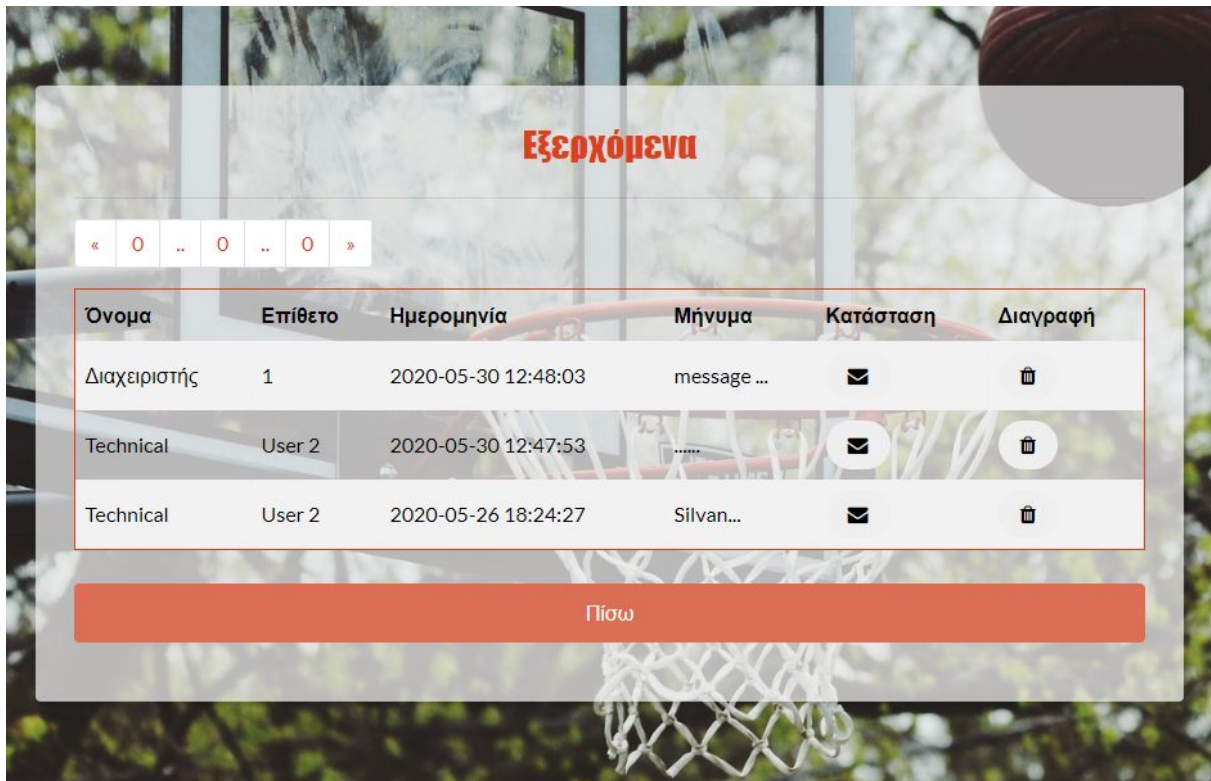 Εξερχόμενα
« 0 .. 0 .. 0 »
Όνομα Επίθετο Ημερομηνία Μήνυμα Κατάσταση Διαγραφή
Διαχειριστής 1 2020-05-30 12:48:03 message ...
Technical User 2 2020-05-30 12:47:53 ......
Technical User 2 2020-05-26 18:24:27 Silvan...
Πίσω